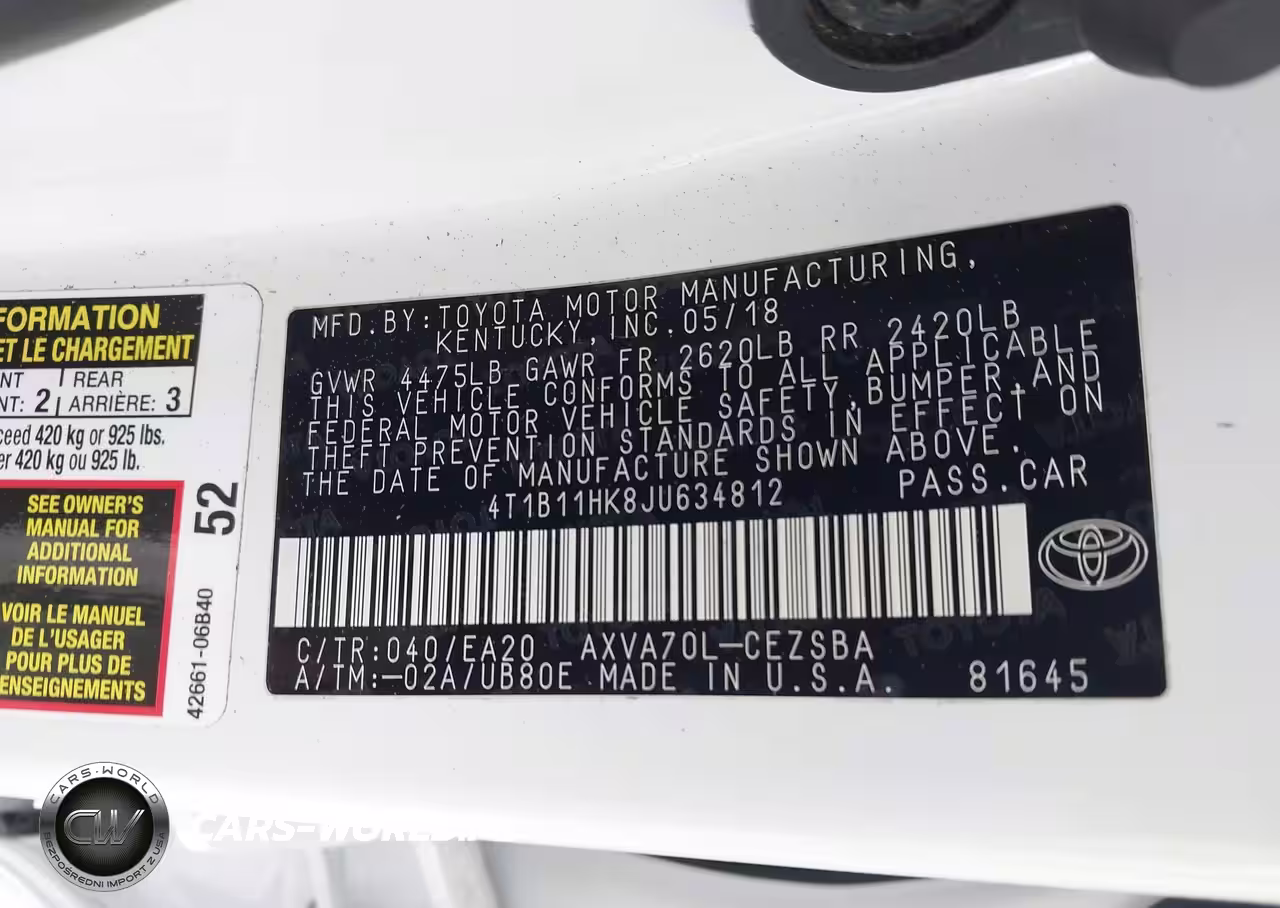 FORMATION
ET LE CHARGEMENT
NT | REAR
NT: 2 | ARRIÈRE: 3
ceed 420 kg or 925 lbs.
er 420 kg ou 925 lb.
SEE OWNER'S
MANUAL FOR
ADDITIONAL
INFORMATION
VOIR LE MANUEL
DE L'USAGER
POUR PLUS DE
ENSEIGNEMENTS
52
42661-06B40
MFD.BY:TOYOTA MOTOR MANUFACTURING,
KENTUCKY,INC.05/18
GVWR 4475LB GAWR FR 2620LB RR 2420LB
THIS VEHICLE CONFORMS TO ALL APPLICABLE
FEDERAL MOTOR VEHICLE SAFETY,BUMPER,AND
THEFT PREVENTION STANDARDS IN EFFECT ON
THE DATE OF MANUFACTURE SHOWN ABOVE.
4T1B11HK8JU634812 PASS.CAR
C/TR:040/EA20 AXVA70L-CEZSBA
A/TM:-02A/UB80E MADE IN U.S.A. 81645
CARS-WORLD
CW
BEZPOŚREDNI IMPORT Z USA